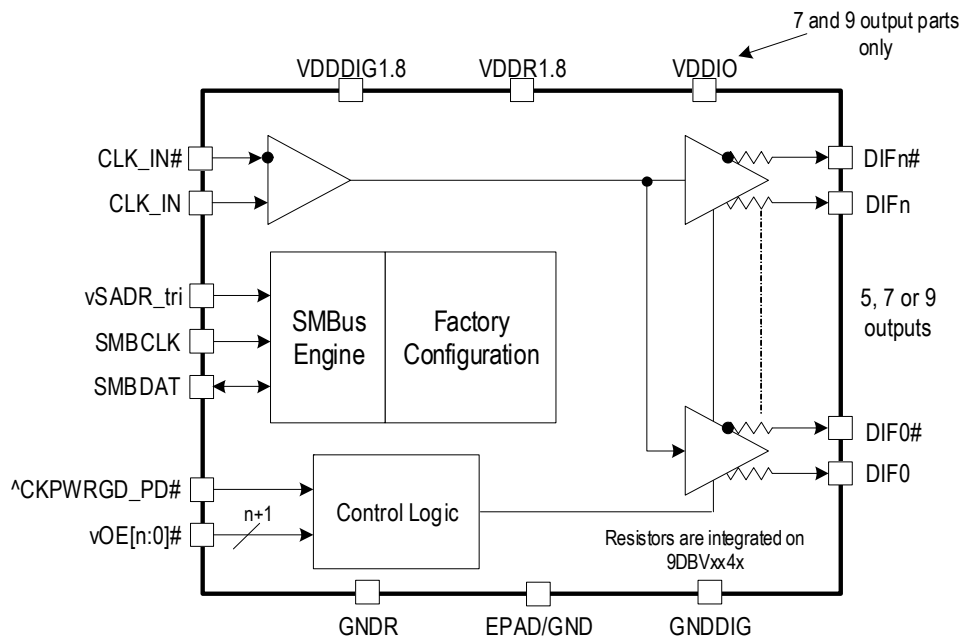 7 and 9 output parts
only
VDDDIG1.8
VDDR1.8
VDDIO
CLK_IN#
CLK_IN
DIFn#
DIFn
vSADR_tri
SMBCLK
SMBDAT
SMBus
Engine
Factory
Configuration
5, 7 or 9
outputs
DIF0#
DIF0
^CKPWRGD_PD#
vOE[n:0]#
n+1
Control Logic
Resistors are integrated on
9DBVxx4x
GNDR
EPAD/GND
GNDDIG